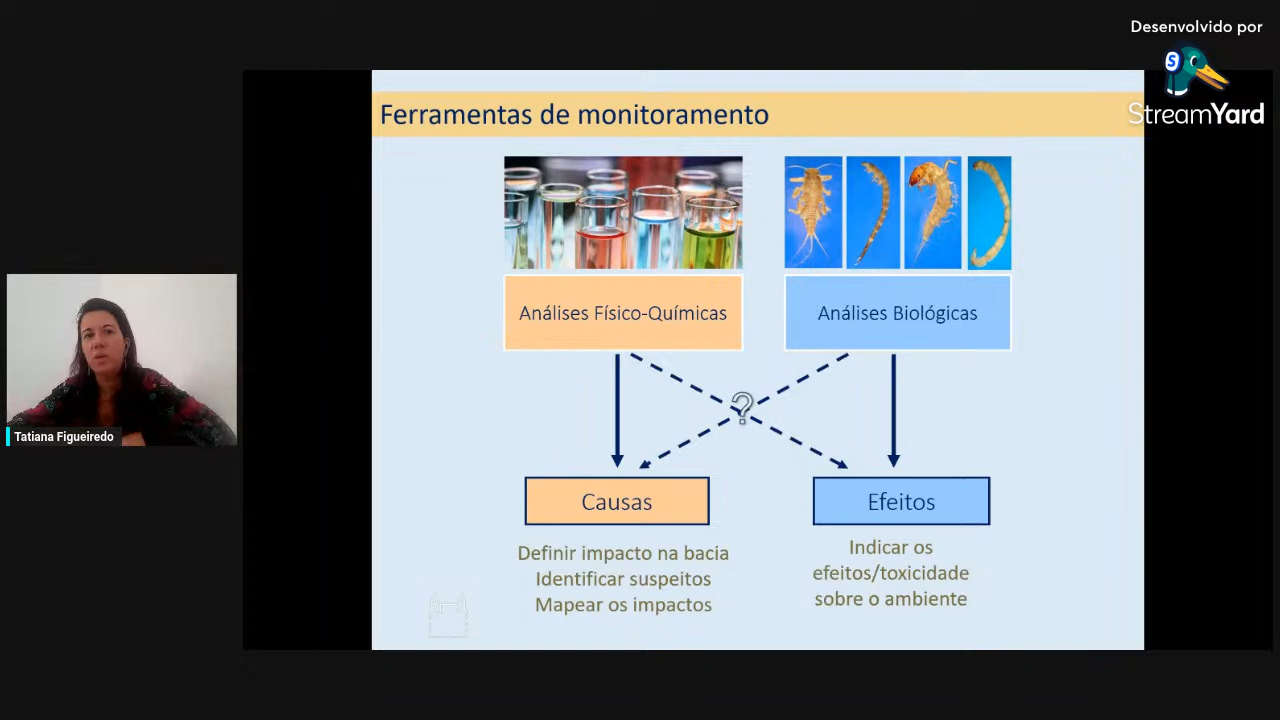 Desenvolvido por
StreamYard
Ferramentas de monitoramento
Análises Físico-Químicas
Análises Biológicas
?
Causas
Efeitos
Definir impacto na bacia
Identificar suspeitos
Mapear os impactos
Indicar os
efeitos/toxicidade
sobre o ambiente
Tatiana Figueiredo